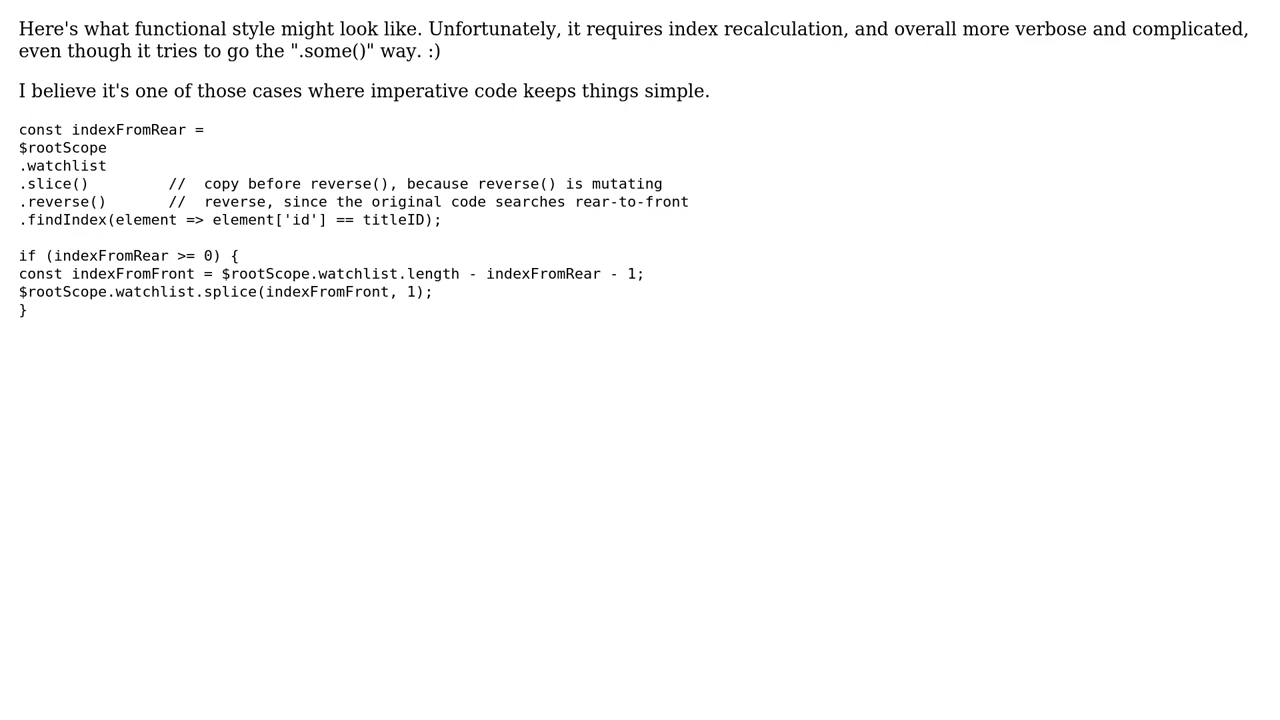 Here's what functional style might look like. Unfortunately, it requires index recalculation, and overall more verbose and complicated,
even though it tries to go the ".some()" way. :)
I believe it's one of those cases where imperative code keeps things simple.
const indexFromRear =
$rootScope
.watchlist
.slice()         //  copy before reverse(), because reverse() is mutating
.reverse()       //  reverse, since the original code searches rear-to-front
.findIndex(element => element['id'] == titleID);
if (indexFromRear >= 0) {
const indexFromFront = $rootScope.watchlist.length - indexFromRear - 1;
$rootScope.watchlist.splice(indexFromFront, 1);
}